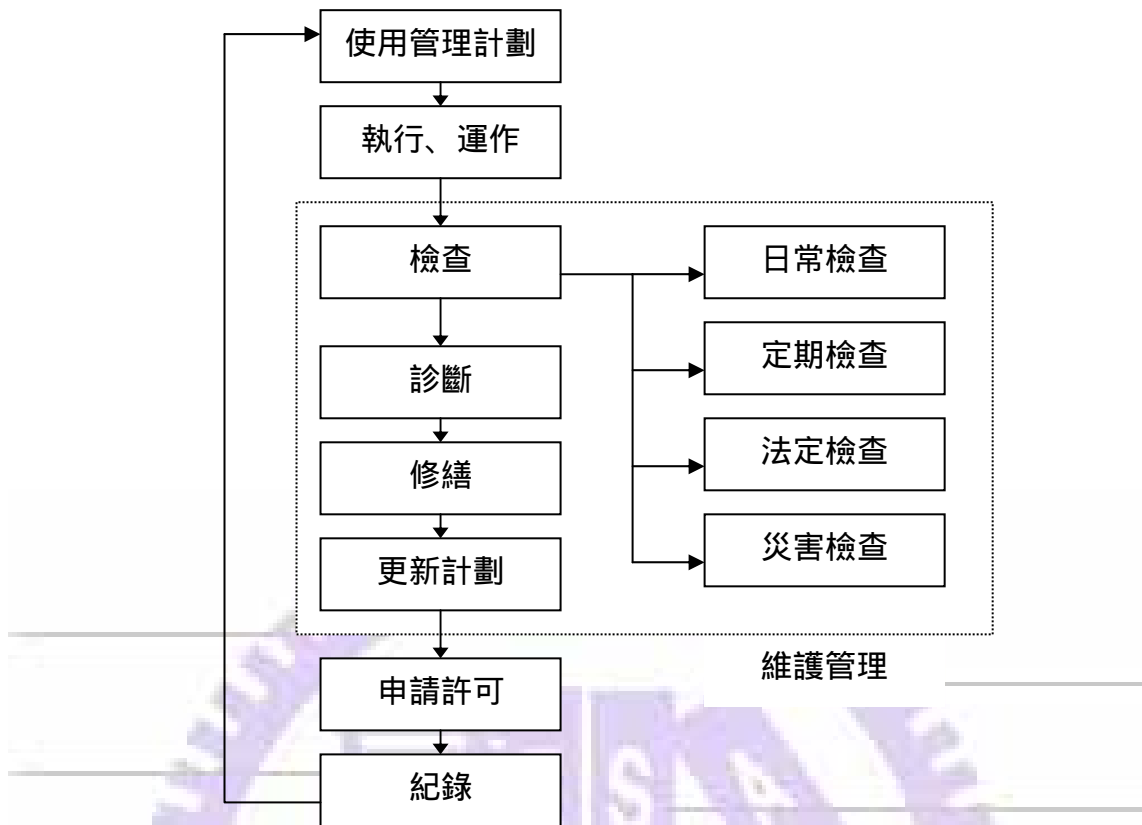 使用管理計劃
執行、運作
檢查
日常檢查
診斷
定期檢查
修繕
法定檢查
更新計劃
災害檢查
維護管理
申請許可
紀錄